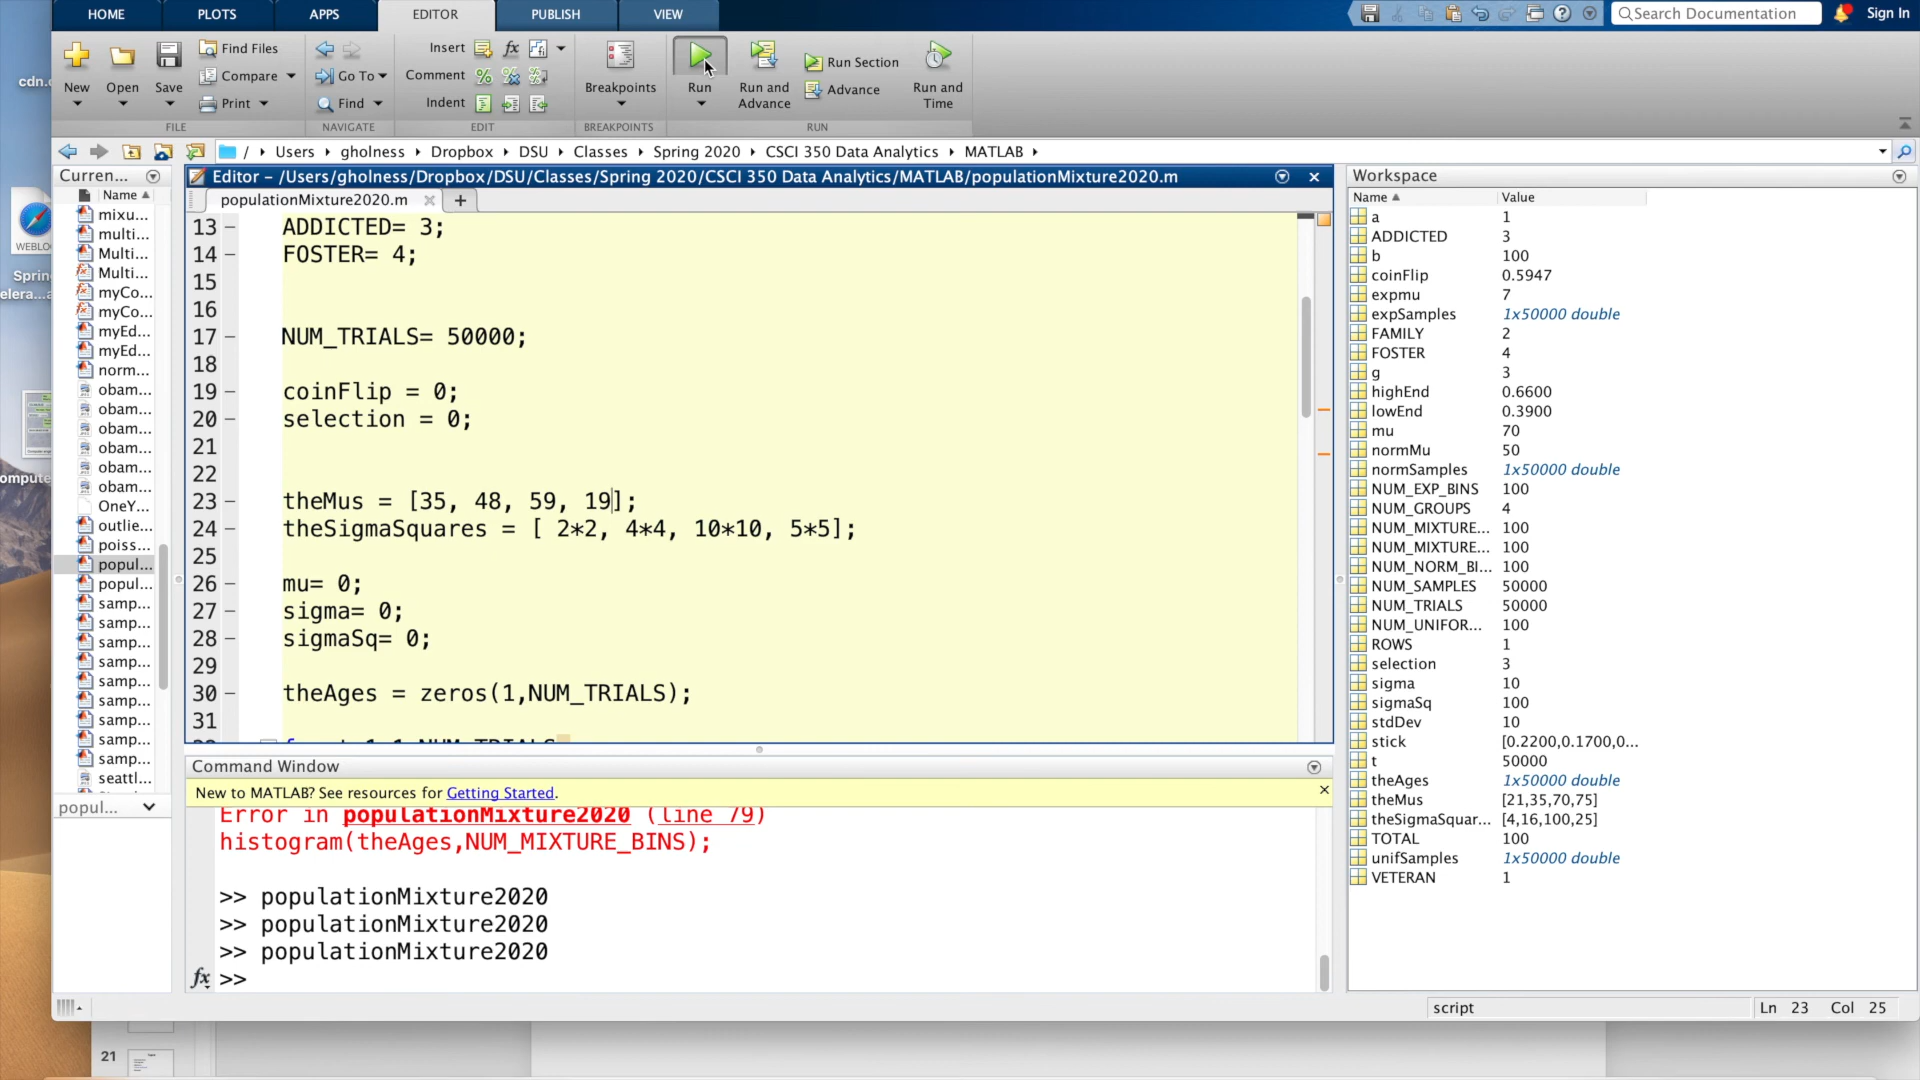 HOME PLOTS APPS EDITOR PUBLISH VIEW
Search Documentation Sign In
New Open Save
Find Files
Compare
Print
FILE
Go To
Find
NAVIGATE
Insert fx
Comment
Indent
EDIT
Breakpoints
BREAKPOINTS
Run
Run and Advance
Run Section
Advance
Run and Time
RUN
/ Users gholness Dropbox DSU Classes Spring 2020 CSCI 350 Data Analytics MATLAB
cdn.c
WEBLO
Sprin
elera...a
ompute
Curren...
Name
mixu...
multi...
Multi...
Multi...
myCo...
myCo...
myEd...
myEd...
norm...
obam...
obam...
obam...
obam...
obam...
obam...
OneY...
outlie...
poiss...
popul...
popul...
samp...
samp...
samp...
samp...
samp...
samp...
samp...
samp...
samp...
seattl...
popul...
Editor - /Users/gholness/Dropbox/DSU/Classes/Spring 2020/CSCI 350 Data Analytics/MATLAB/populationMixture2020.m
populationMixture2020.m
13 – ADDICTED= 3;
14 – FOSTER= 4;
15
16
17 – NUM_TRIALS= 50000;
18
19 – coinFlip = 0;
20 – selection = 0;
21
22
23 – theMus = [35, 48, 59, 19];
24 – theSigmaSquares = [ 2*2, 4*4, 10*10, 5*5];
25
26 – mu= 0;
27 – sigma= 0;
28 – sigmaSq= 0;
29
30 – theAges = zeros(1,NUM_TRIALS);
31
Command Window
New to MATLAB? See resources for Getting Started.
Error in populationMixture2020 (line 79)
histogram(theAges,NUM_MIXTURE_BINS);
>> populationMixture2020
>> populationMixture2020
>> populationMixture2020
fx >>
Workspace
Name Value
a 1
ADDICTED 3
b 100
coinFlip 0.5947
expmu 7
expSamples 1x50000 double
FAMILY 2
FOSTER 4
g 3
highEnd 0.6600
lowEnd 0.3900
mu 70
normMu 50
normSamples 1x50000 double
NUM_EXP_BINS 100
NUM_GROUPS 4
NUM_MIXTURE... 100
NUM_MIXTURE... 100
NUM_NORM_BI... 100
NUM_SAMPLES 50000
NUM_TRIALS 50000
NUM_UNIFOR... 100
ROWS 1
selection 3
sigma 10
sigmaSq 100
stdDev 10
stick [0.2200,0.1700,0...
t 50000
theAges 1x50000 double
theMus [21,35,70,75]
theSigmaSquar... [4,16,100,25]
TOTAL 100
unifSamples 1x50000 double
VETERAN 1
script Ln 23 Col 25
21